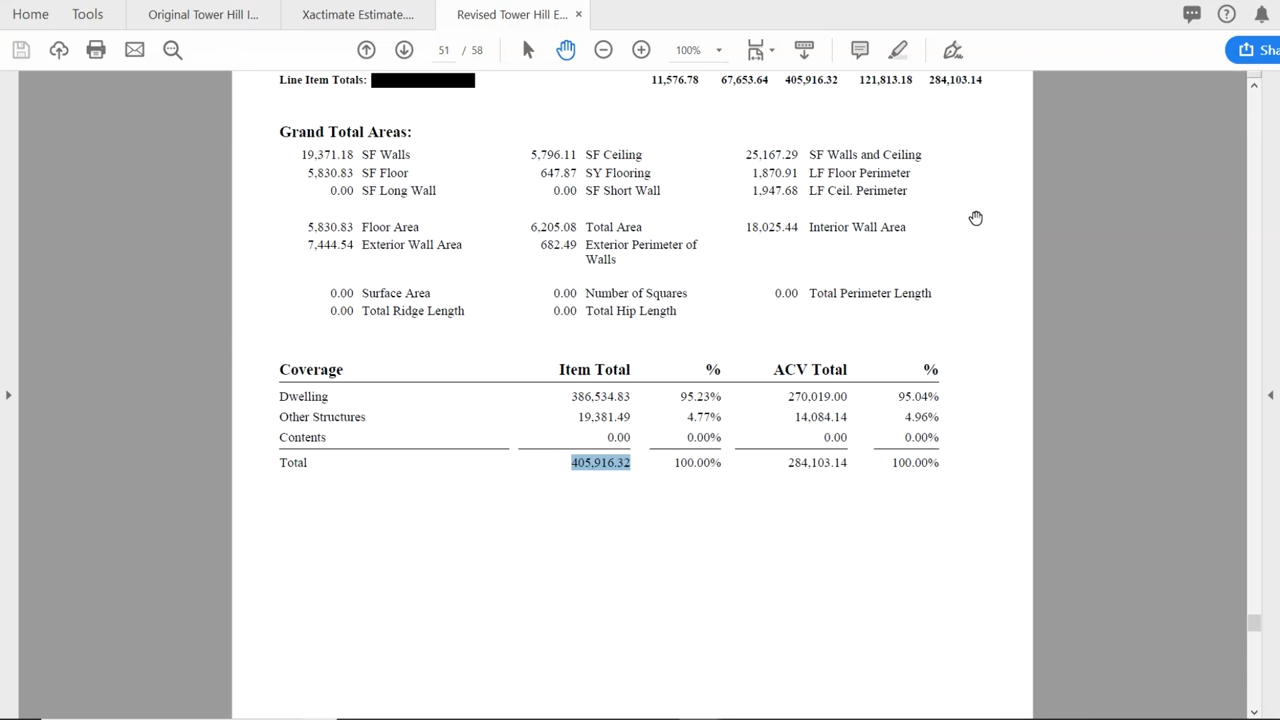 Home Tools Original Tower Hill I... Xactimate Estimate.... Revised Tower Hill E... ×
51 / 58 100%
Line Item Totals: 11,576.78 67,653.64 405,916.32 121,813.18 284,103.14
Grand Total Areas:
19,371.18 SF Walls 5,796.11 SF Ceiling 25,167.29 SF Walls and Ceiling
5,830.83 SF Floor 647.87 SY Flooring 1,870.91 LF Floor Perimeter
0.00 SF Long Wall 0.00 SF Short Wall 1,947.68 LF Ceil. Perimeter
5,830.83 Floor Area 6,205.08 Total Area 18,025.44 Interior Wall Area
7,444.54 Exterior Wall Area 682.49 Exterior Perimeter of
Walls
0.00 Surface Area 0.00 Number of Squares 0.00 Total Perimeter Length
0.00 Total Ridge Length 0.00 Total Hip Length
Coverage Item Total % ACV Total %
Dwelling 386,534.83 95.23% 270,019.00 95.04%
Other Structures 19,381.49 4.77% 14,084.14 4.96%
Contents 0.00 0.00% 0.00 0.00%
Total 405,916.32 100.00% 284,103.14 100.00%